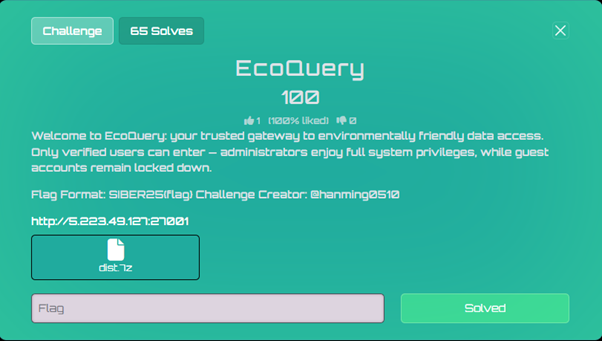 Challenge
65 Solves
EcoQuery
100
1 (100% liked) 0
Welcome to EcoQuery: your trusted gateway to environmentally friendly data access.
Only verified users can enter — administrators enjoy full system privileges, while guest
accounts remain locked down.
Flag Format: SIBER25{flag} Challenge Creator: @hanming0510
http://5.223.49.127:27001
dist.7z
Flag
Solved